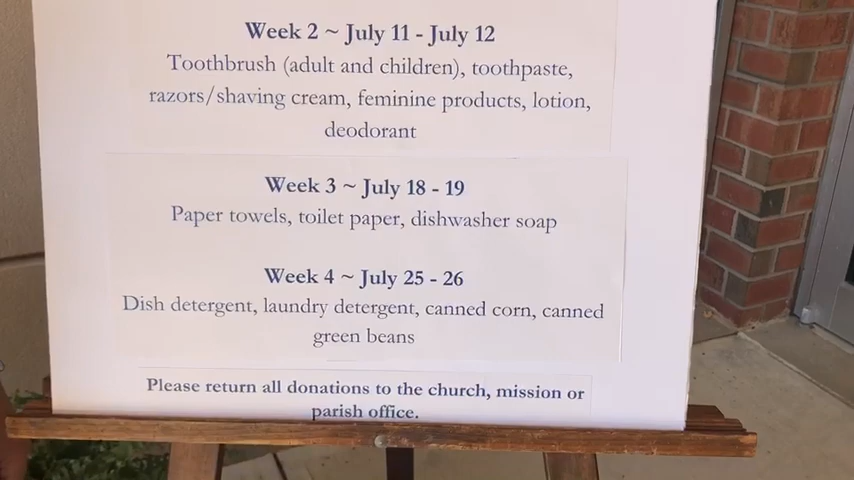 Week 2 ~ July 11 - July 12
Toothbrush (adult and children), toothpaste,
razors/shaving cream, feminine products, lotion,
deodorant
Week 3 ~ July 18 - 19
Paper towels, toilet paper, dishwasher soap
Week 4 ~ July 25 - 26
Dish detergent, laundry detergent, canned corn, canned
green beans
Please return all donations to the church, mission or
parish office.